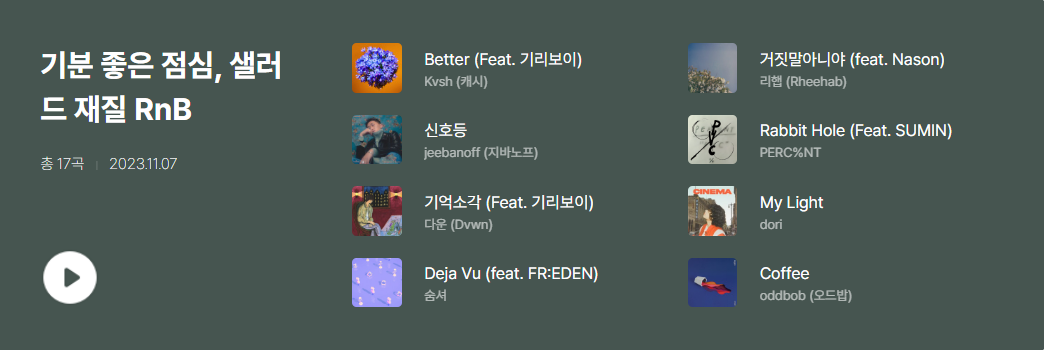 기분 좋은 점심, 샐러
드 재질 RnB
총 17곡 | 2023.11.07
Better (Feat. 기리보이)
Kvsh (캐시)
신호등
jeebanoff (지바노프)
기억소각 (Feat. 기리보이)
다운 (Dvwn)
Deja Vu (feat. FR:EDEN)
숨셔
거짓말아니야 (feat. Nason)
리햅 (Rheehab)
Rabbit Hole (Feat. SUMIN)
PERC%NT
CINEMA
My Light
dori
Coffee
oddbob (오드밥)